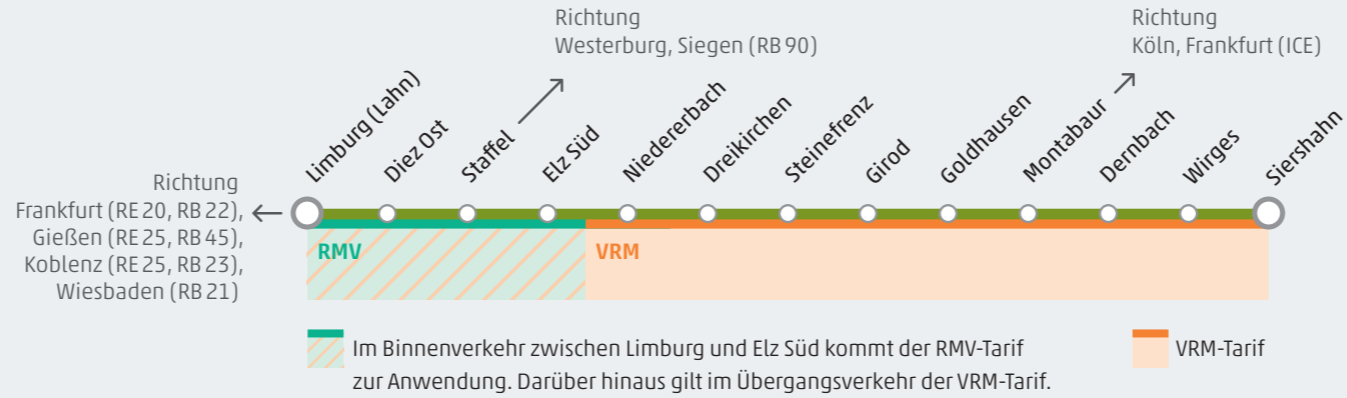 Richtung
Westerburg, Siegen (RB 90)
Richtung
Köln, Frankfurt (ICE)
Limburg (Lahn)
Diez Ost
Staffel
Elz Süd
Niedererbach
Dreikirchen
Steinefrenz
Girod
Goldhausen
Montabaur
Dernbach
Wirges
Siershahn
Richtung
Frankfurt (RE 20, RB 22),
Gießen (RE 25, RB 45),
Koblenz (RE 25, RB 23),
Wiesbaden (RB 21)
RMV
VRM
Im Binnenverkehr zwischen Limburg und Elz Süd kommt der RMV-Tarif
zur Anwendung. Darüber hinaus gilt im Übergangsverkehr der VRM-Tarif.
VRM-Tarif